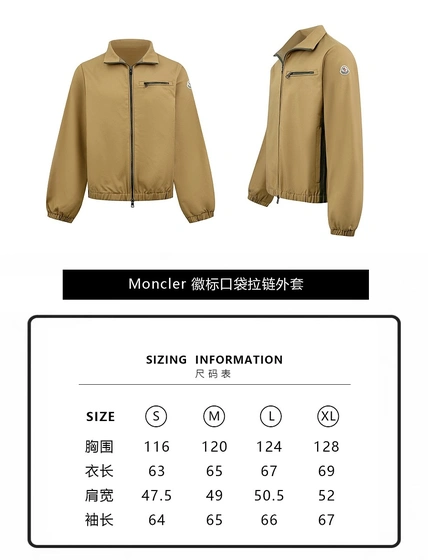 Moncler 徽标口袋拉链外套
SIZING INFORMATION
尺码表
SIZE S M L XL
胸围 116 120 124 128
衣长 63 65 67 69
肩宽 47.5 49 50.5 52
袖长 64 65 66 67